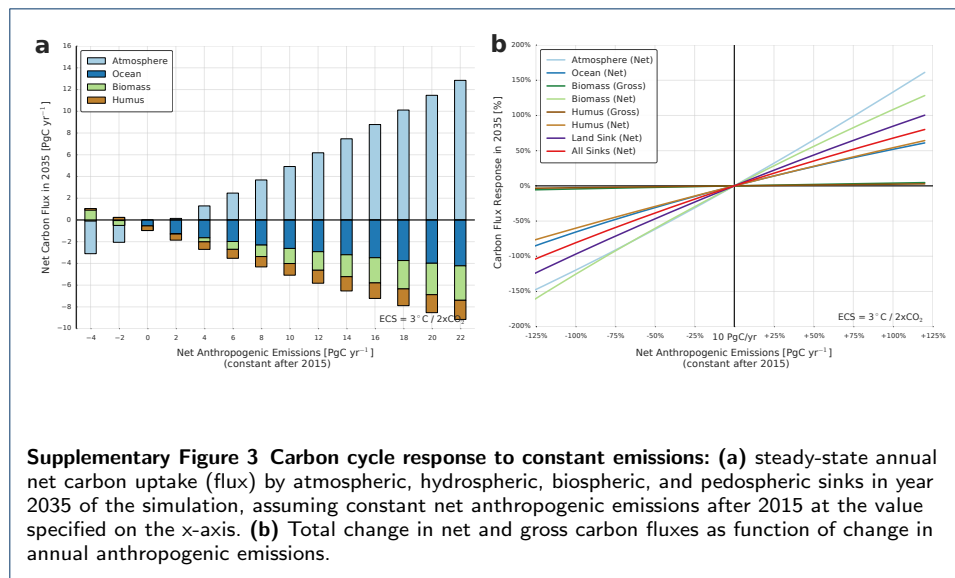 a
Net Carbon Flux in 2035 [PgC yr⁻¹]
16
14
12
10
8
6
4
2
0
−2
−4
−6
−8
−10
Atmosphere
Ocean
Biomass
Humus
ECS = 3°C / 2xCO₂
−4 −2 0 2 4 6 8 10 12 14 16 18 20 22
Net Anthropogenic Emissions [PgC yr⁻¹]
(constant after 2015)
b
Carbon Flux Response in 2035 [%]
200%
150%
100%
50%
0%
-50%
-100%
-150%
-200%
Atmosphere (Net)
Ocean (Net)
Biomass (Gross)
Biomass (Net)
Humus (Gross)
Humus (Net)
Land Sink (Net)
All Sinks (Net)
ECS = 3°C / 2xCO₂
-125% -100% -75% -50% -25% 10 PgC/yr +25% +50% +75% +100% +125%
Net Anthropogenic Emissions [PgC yr⁻¹]
(constant after 2015)
Supplementary Figure 3 Carbon cycle response to constant emissions: (a) steady-state annual
net carbon uptake (flux) by atmospheric, hydrospheric, biospheric, and pedospheric sinks in year
2035 of the simulation, assuming constant net anthropogenic emissions after 2015 at the value
specified on the x-axis. (b) Total change in net and gross carbon fluxes as function of change in
annual anthropogenic emissions.